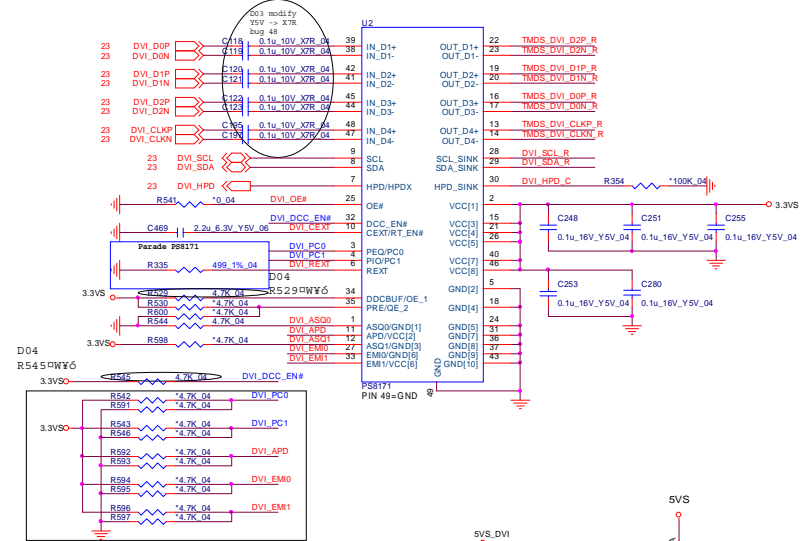 D03 modify
Y5V -> X7R
bug 48
U2
23 DVI_D0P C118 0.1u_10V_X7R_04 39 IN_D1+ OUT_D1+ 22 TMDS_DVI_D2P_R
23 DVI_D0N C119 0.1u_10V_X7R_04 38 IN_D1- OUT_D1- 23 TMDS_DVI_D2N_R
23 DVI_D1P C120 0.1u_10V_X7R_04 42 IN_D2+ OUT_D2+ 19 TMDS_DVI_D1P_R
23 DVI_D1N C121 0.1u_10V_X7R_04 41 IN_D2- OUT_D2- 20 TMDS_DVI_D1N_R
23 DVI_D2P C122 0.1u_10V_X7R_04 45 IN_D3+ OUT_D3+ 16 TMDS_DVI_D0P_R
23 DVI_D2N C123 0.1u_10V_X7R_04 44 IN_D3- OUT_D3- 17 TMDS_DVI_D0N_R
23 DVI_CLKP C195 0.1u_10V_X7R_04 48 IN_D4+ OUT_D4+ 13 TMDS_DVI_CLKP_R
23 DVI_CLKN C197 0.1u_10V_X7R_04 47 IN_D4- OUT_D4- 14 TMDS_DVI_CLKN_R
23 DVI_SCL 9 SCL SCL_SINK 28 DVI_SCL_R
23 DVI_SDA 8 SDA SDA_SINK 29 DVI_SDA_R
23 DVI_HPD 7 HPD/HPDX HPD_SINK 30 DVI_HPD_C R354 *100K_04
R541 *0_04 DVI_OE# 25 OE# VCC[1] 2 3.3VS
DVI_DCC_EN# 32 DCC_EN# VCC[3] 15
C469 2.2u_6.3V_Y5V_06 DVI_CEXT 10 CEXT/RT_EN# VCC[4] 21
VCC[5] 26
C248 C251 C255
0.1u_16V_Y5V_04 0.1u_16V_Y5V_04 0.1u_16V_Y5V_04
Parade PS8171
DVI_PC0 3 PEQ/PC0
DVI_PC1 4 PIO/PC1 VCC[7] 40
R335 499_1%_04 DVI_REXT 6 REXT VCC[8] 46
D04
R529¤W¥ó
C253 C280
0.1u_16V_Y5V_04 0.1u_16V_Y5V_04
GND[2] 5
3.3VS R529 4.7K_04 34 DDCBUF/OE_1
R530 *4.7K_04 35 PRE/QE_2 GND[4] 18
R600 *4.7K_04
R544 4.7K_04 DVI_ASQ0 1 ASQ0/GND[1] GND[5] 24
DVI_APD 11 APD/VCC[2] GND[6] 31
3.3VS R598 *4.7K_04 DVI_ASQ1 12 ASQ1/GND[3] GND[7] 36
DVI_EMI0 27 EMI0/GND[6] GND[9] 37
DVI_EMI1 33 EMI1/VCC[6] GND[10] 43
GND
49
PS8171
PIN 49=GND
D04
R545¤W¥ó
3.3VS R545 4.7K_04 DVI_DCC_EN#
R542 *4.7K_04 DVI_PC0
R591 *4.7K_04
3.3VS R543 *4.7K_04 DVI_PC1
R546 *4.7K_04
R592 *4.7K_04 DVI_APD
R593 *4.7K_04
R594 *4.7K_04 DVI_EMI0
R595 *4.7K_04
R596 *4.7K_04 DVI_EMI1
R597 *4.7K_04
5VS
5VS_DVI